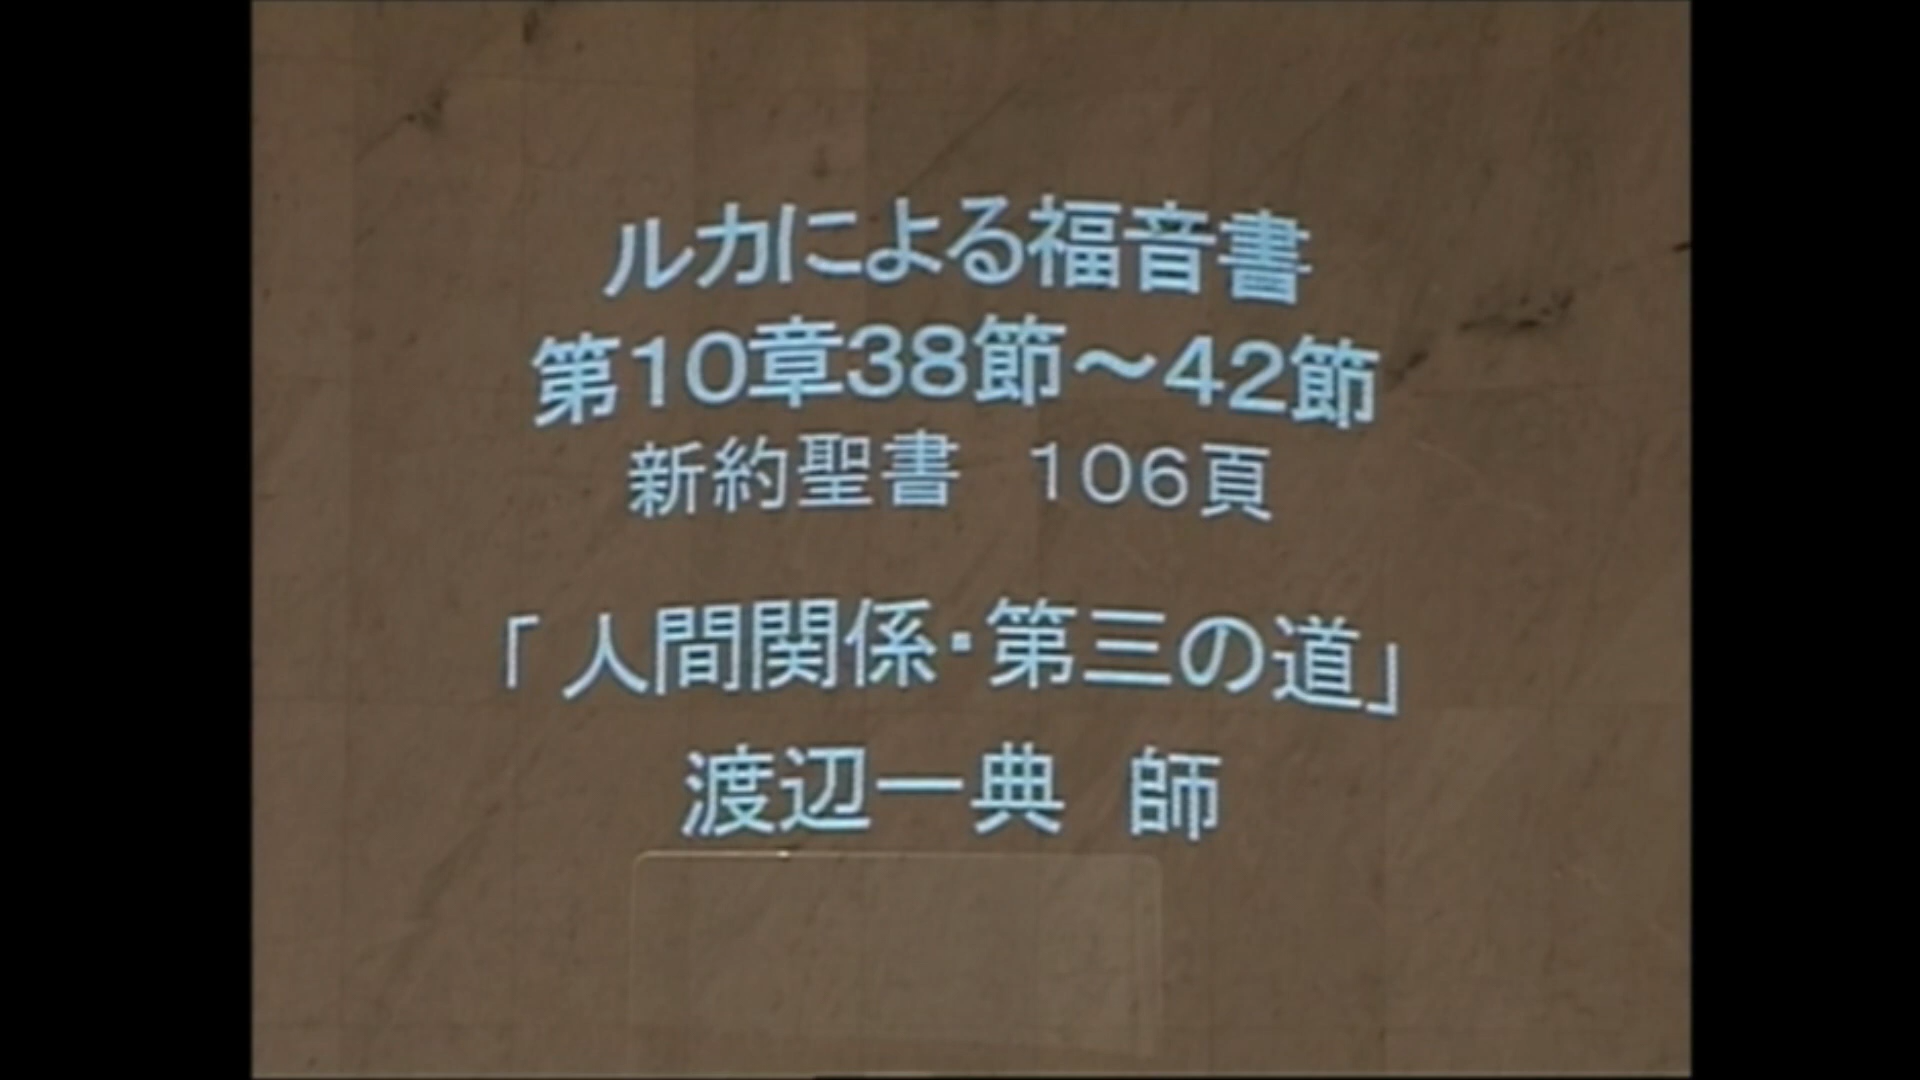 ルカによる福音書
第10章38節～42節
新約聖書　106頁
「人間関係・第三の道」
渡辺一典　師